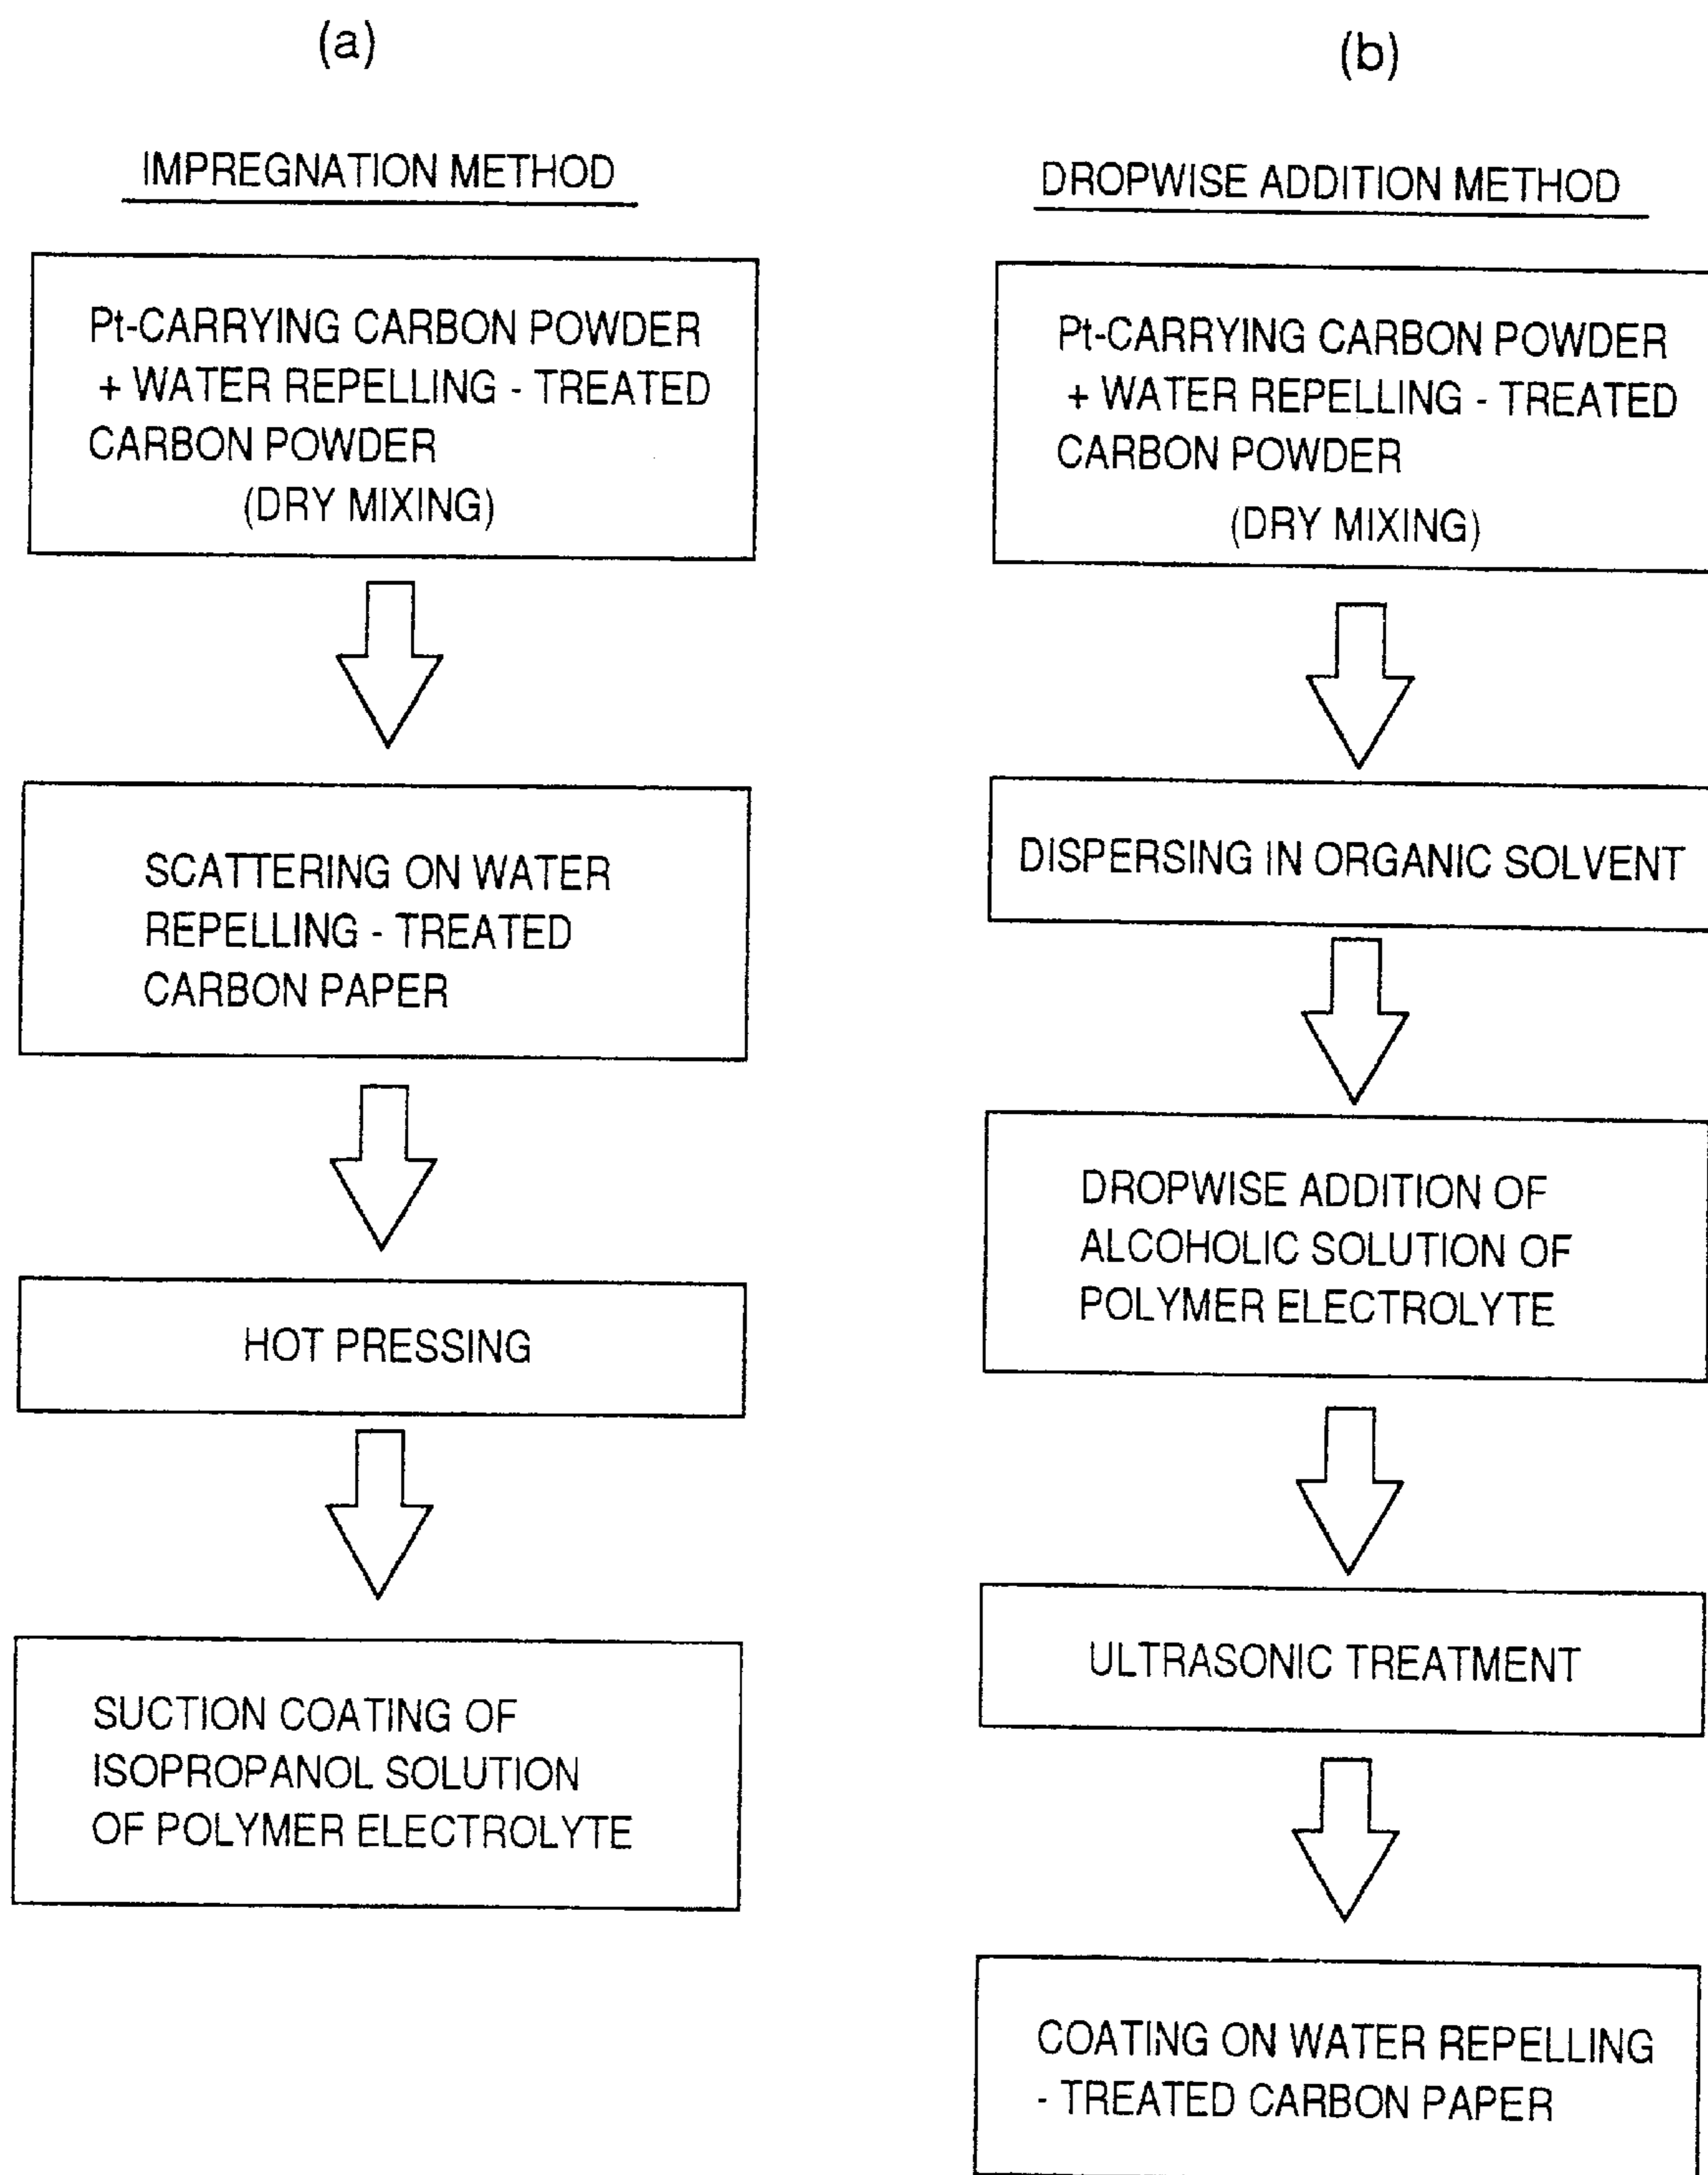 (a)
IMPREGNATION METHOD
Pt-CARRYING CARBON POWDER
+ WATER REPELLING - TREATED
CARBON POWDER
(DRY MIXING)
SCATTERING ON WATER
REPELLING - TREATED
CARBON PAPER
HOT PRESSING
SUCTION COATING OF
ISOPROPANOL SOLUTION
OF POLYMER ELECTROLYTE
(b)
DROPWISE ADDITION METHOD
Pt-CARRYING CARBON POWDER
+ WATER REPELLING - TREATED
CARBON POWDER
(DRY MIXING)
DISPERSING IN ORGANIC SOLVENT
DROPWISE ADDITION OF
ALCOHOLIC SOLUTION OF
POLYMER ELECTROLYTE
ULTRASONIC TREATMENT
COATING ON WATER REPELLING
- TREATED CARBON PAPER